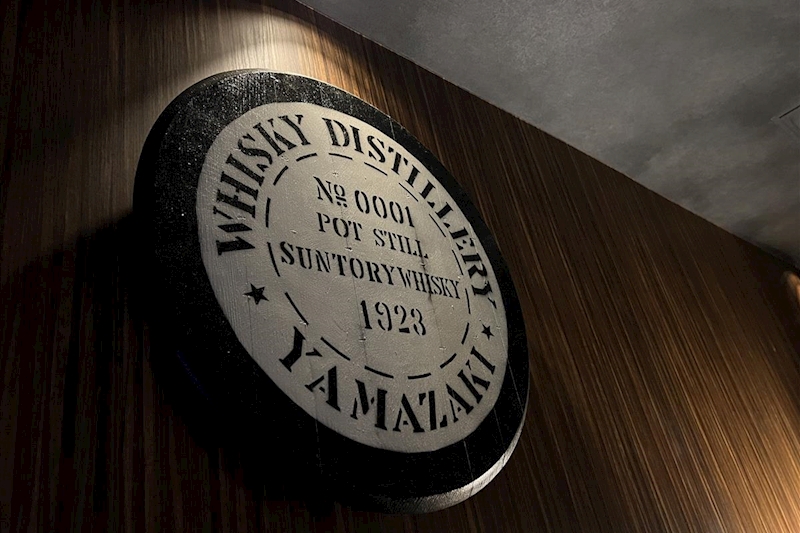 WHISKY DISTILLERY
Nº 0001
POT STILL
SUNTORY WHISKY
1923
YAMAZAKI